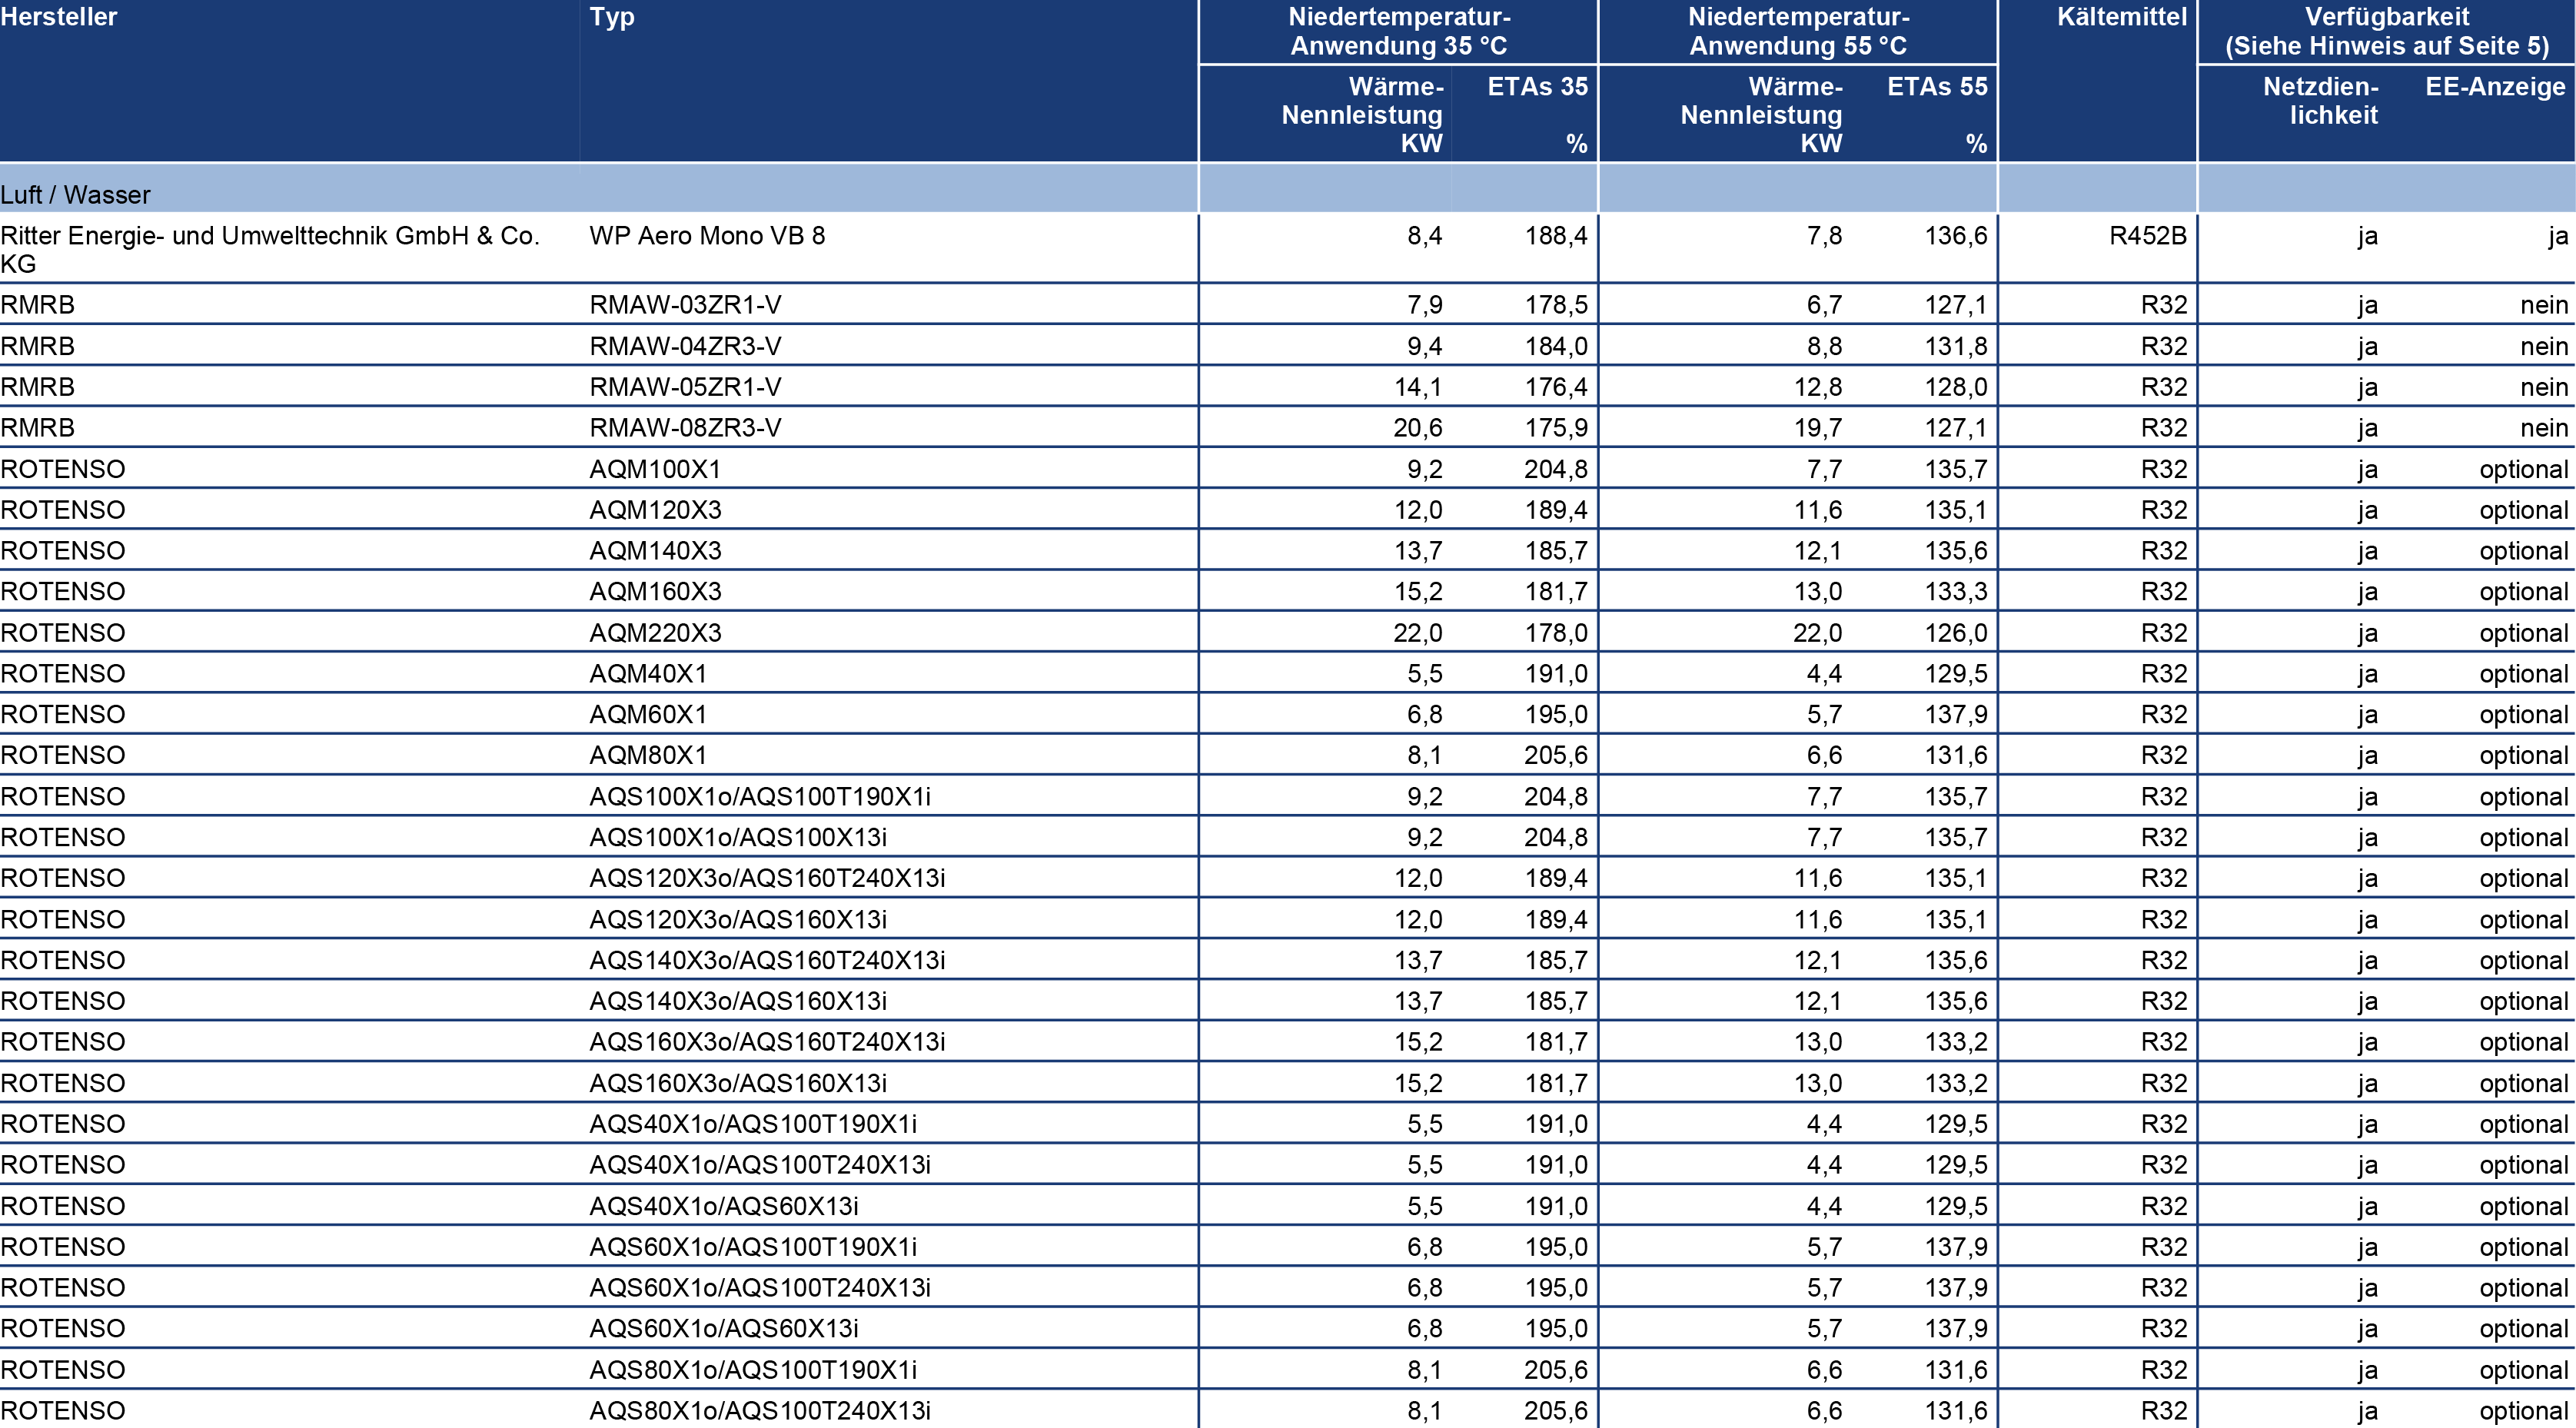 Hersteller Typ Niedertemperatur- Niedertemperatur- Kältemittel Verfügbarkeit
Anwendung 35 °C Anwendung 55 °C (Siehe Hinweis auf Seite 5)
Wärme- ETAs 35 Wärme- ETAs 55 Netzdien- EE-Anzeige
Nennleistung Nennleistung lichkeit
KW % KW %
Luft / Wasser
Ritter Energie- und Umwelttechnik GmbH & Co. WP Aero Mono VB 8 8,4 188,4 7,8 136,6 R452B ja ja
KG
RMRB RMAW-03ZR1-V 7,9 178,5 6,7 127,1 R32 ja nein
RMRB RMAW-04ZR3-V 9,4 184,0 8,8 131,8 R32 ja nein
RMRB RMAW-05ZR1-V 14,1 176,4 12,8 128,0 R32 ja nein
RMRB RMAW-08ZR3-V 20,6 175,9 19,7 127,1 R32 ja nein
ROTENSO AQM100X1 9,2 204,8 7,7 135,7 R32 ja optional
ROTENSO AQM120X3 12,0 189,4 11,6 135,1 R32 ja optional
ROTENSO AQM140X3 13,7 185,7 12,1 135,6 R32 ja optional
ROTENSO AQM160X3 15,2 181,7 13,0 133,3 R32 ja optional
ROTENSO AQM220X3 22,0 178,0 22,0 126,0 R32 ja optional
ROTENSO AQM40X1 5,5 191,0 4,4 129,5 R32 ja optional
ROTENSO AQM60X1 6,8 195,0 5,7 137,9 R32 ja optional
ROTENSO AQM80X1 8,1 205,6 6,6 131,6 R32 ja optional
ROTENSO AQS100X1o/AQS100T190X1i 9,2 204,8 7,7 135,7 R32 ja optional
ROTENSO AQS100X1o/AQS100X13i 9,2 204,8 7,7 135,7 R32 ja optional
ROTENSO AQS120X3o/AQS160T240X13i 12,0 189,4 11,6 135,1 R32 ja optional
ROTENSO AQS120X3o/AQS160X13i 12,0 189,4 11,6 135,1 R32 ja optional
ROTENSO AQS140X3o/AQS160T240X13i 13,7 185,7 12,1 135,6 R32 ja optional
ROTENSO AQS140X3o/AQS160X13i 13,7 185,7 12,1 135,6 R32 ja optional
ROTENSO AQS160X3o/AQS160T240X13i 15,2 181,7 13,0 133,2 R32 ja optional
ROTENSO AQS160X3o/AQS160X13i 15,2 181,7 13,0 133,2 R32 ja optional
ROTENSO AQS40X1o/AQS100T190X1i 5,5 191,0 4,4 129,5 R32 ja optional
ROTENSO AQS40X1o/AQS100T240X13i 5,5 191,0 4,4 129,5 R32 ja optional
ROTENSO AQS40X1o/AQS60X13i 5,5 191,0 4,4 129,5 R32 ja optional
ROTENSO AQS60X1o/AQS100T190X1i 6,8 195,0 5,7 137,9 R32 ja optional
ROTENSO AQS60X1o/AQS100T240X13i 6,8 195,0 5,7 137,9 R32 ja optional
ROTENSO AQS60X1o/AQS60X13i 6,8 195,0 5,7 137,9 R32 ja optional
ROTENSO AQS80X1o/AQS100T190X1i 8,1 205,6 6,6 131,6 R32 ja optional
ROTENSO AQS80X1o/AQS100T240X13i 8,1 205,6 6,6 131,6 R32 ja optional